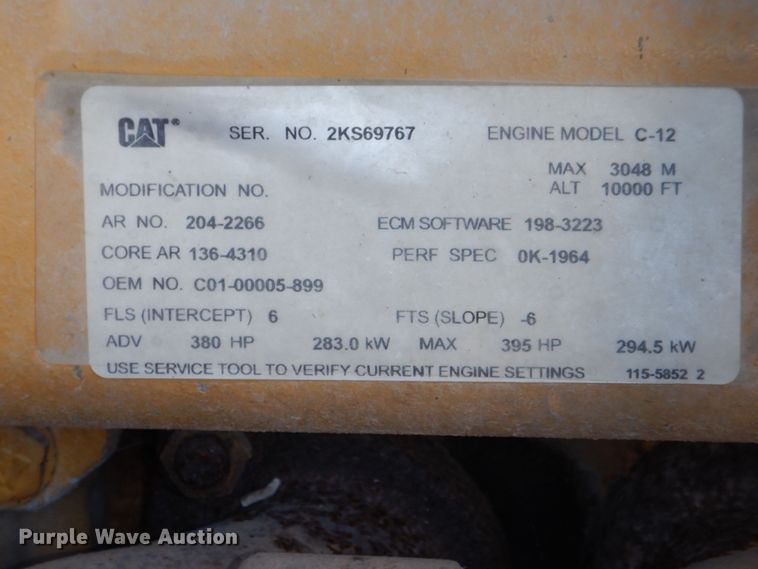 CAT® SER. NO. 2KS69767 ENGINE MODEL C-12
MAX 3048 M
MODIFICATION NO. ALT 10000 FT
AR NO. 204-2266 ECM SOFTWARE 198-3223
CORE AR 136-4310 PERF SPEC 0K-1964
OEM NO. C01-00005-899
FLS (INTERCEPT) 6 FTS (SLOPE) -6
ADV 380 HP 283.0 kW MAX 395 HP 294.5 kW
USE SERVICE TOOL TO VERIFY CURRENT ENGINE SETTINGS 115-5852 2
Purple Wave Auction